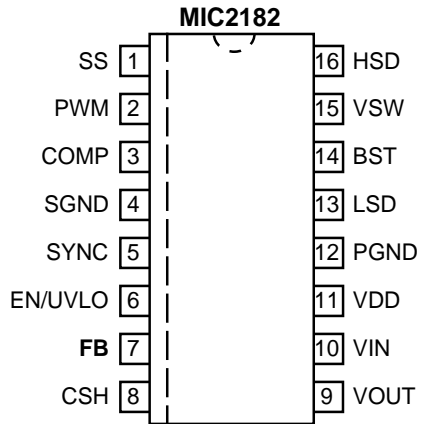 MIC2182
SS 1 16 HSD
PWM 2 15 VSW
COMP 3 14 BST
SGND 4 13 LSD
SYNC 5 12 PGND
EN/UVLO 6 11 VDD
FB 7 10 VIN
CSH 8 9 VOUT